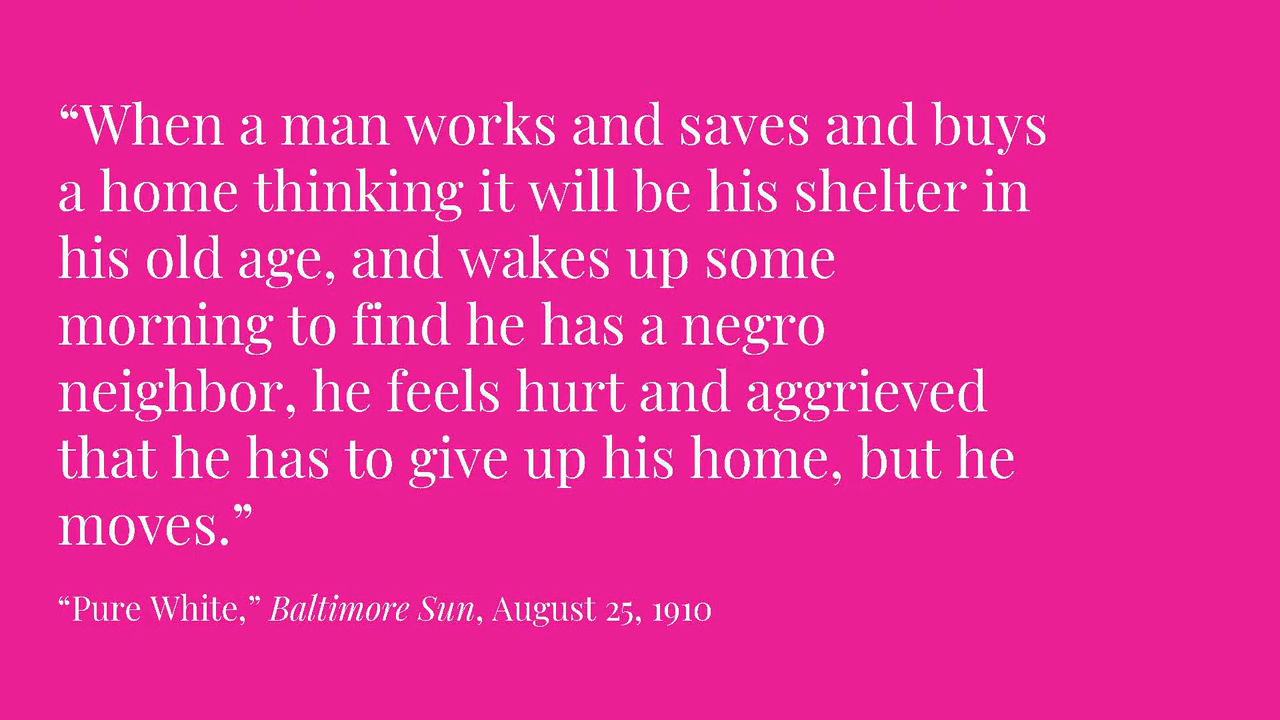 “When a man works and saves and buys
a home thinking it will be his shelter in
his old age, and wakes up some
morning to find he has a negro
neighbor, he feels hurt and aggrieved
that he has to give up his home, but he
moves.”
“Pure White,” Baltimore Sun, August 25, 1910